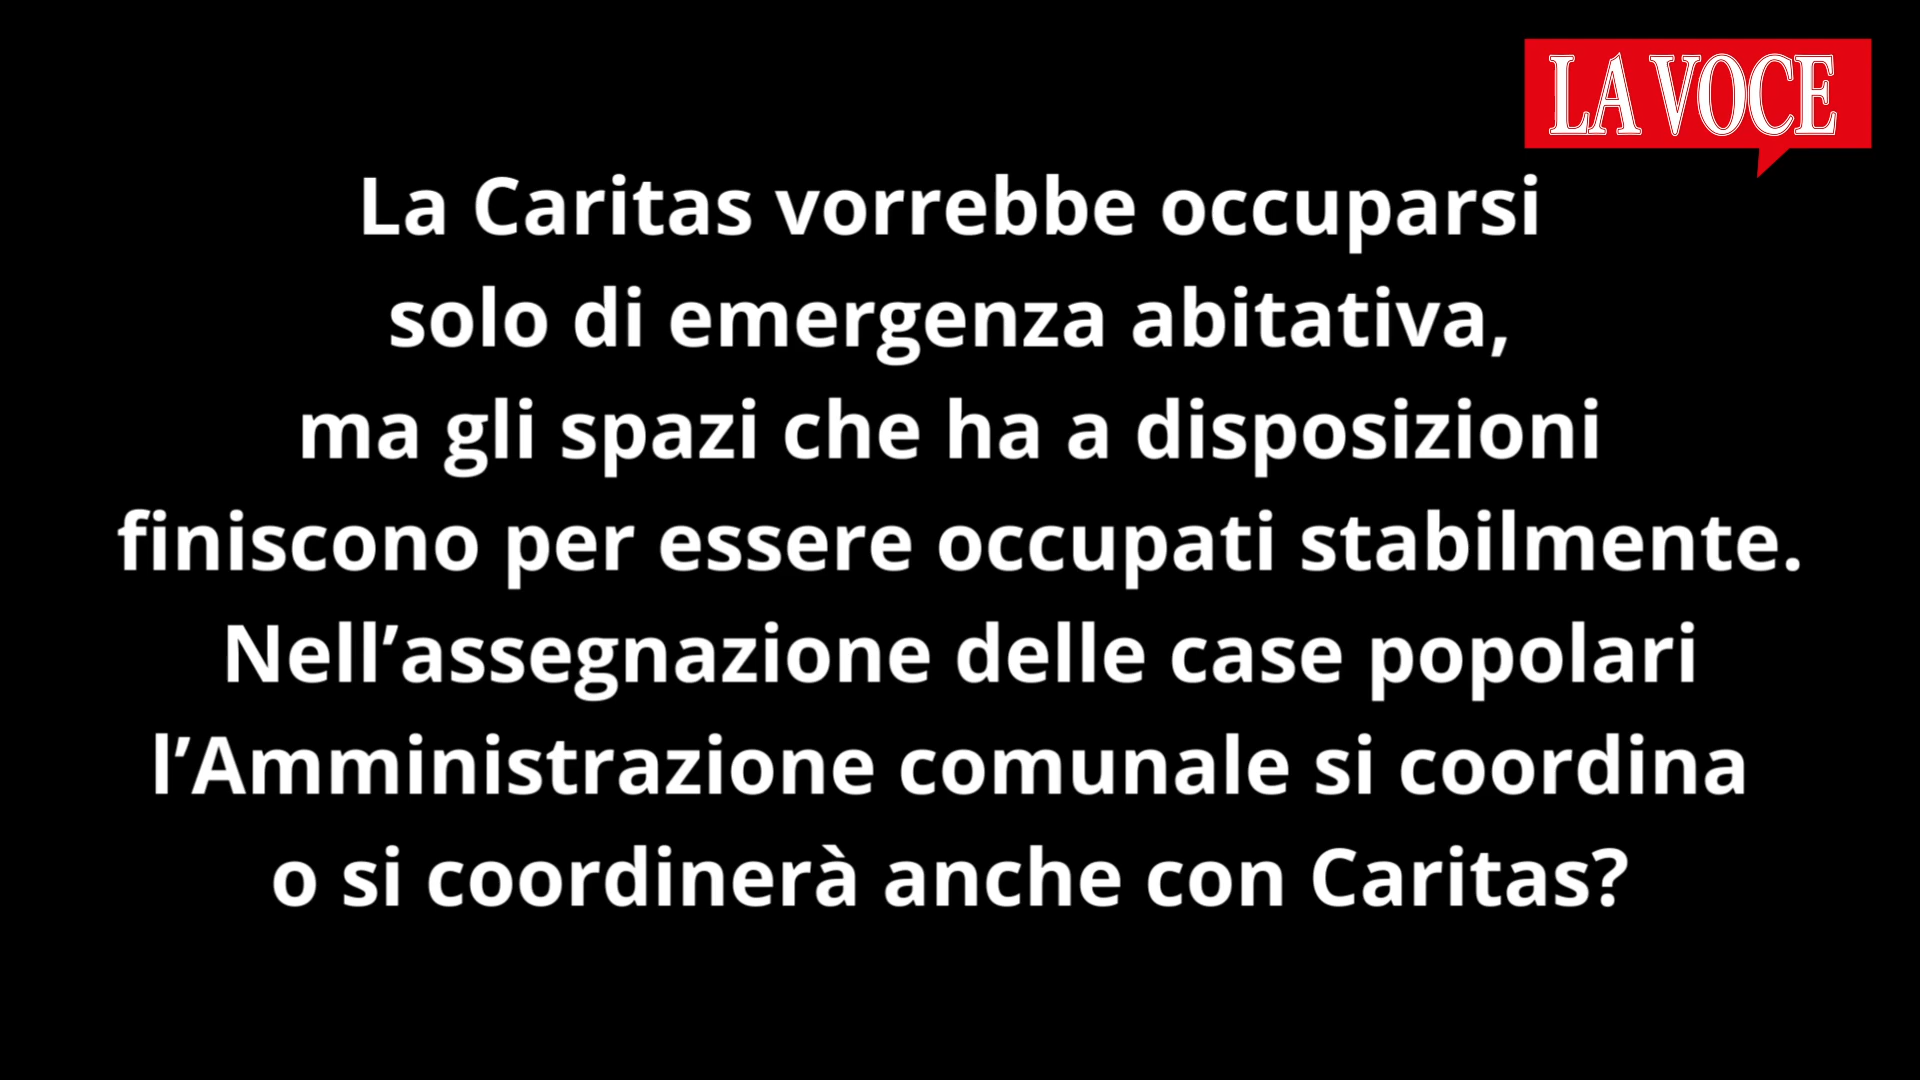 LA VOCE
La Caritas vorrebbe occuparsi
solo di emergenza abitativa,
ma gli spazi che ha a disposizioni
finiscono per essere occupati stabilmente.
Nell’assegnazione delle case popolari
l’Amministrazione comunale si coordina
o si coordinerà anche con Caritas?